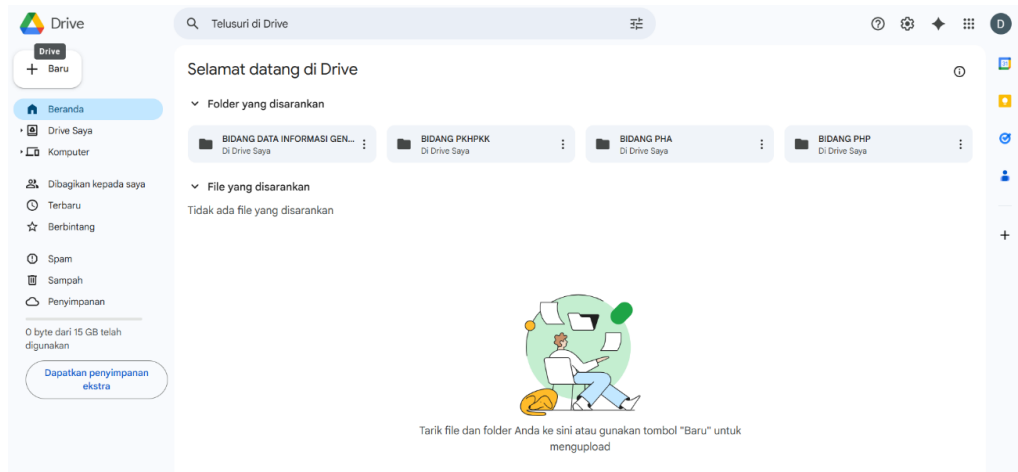 Drive
Telusuri di Drive
D
Drive
Baru
Selamat datang di Drive
Beranda
Drive Saya
Komputer
Dibagikan kepada saya
Terbaru
Berbintang
Spam
Sampah
Penyimpanan
0 byte dari 15 GB telah
digunakan
Dapatkan penyimpanan
ekstra
Folder yang disarankan
BIDANG DATA INFORMASI GEN...
Di Drive Saya
BIDANG PKHPKK
Di Drive Saya
BIDANG PHA
Di Drive Saya
BIDANG PHP
Di Drive Saya
File yang disarankan
Tidak ada file yang disarankan
Tarik file dan folder Anda ke sini atau gunakan tombol "Baru" untuk
mengupload